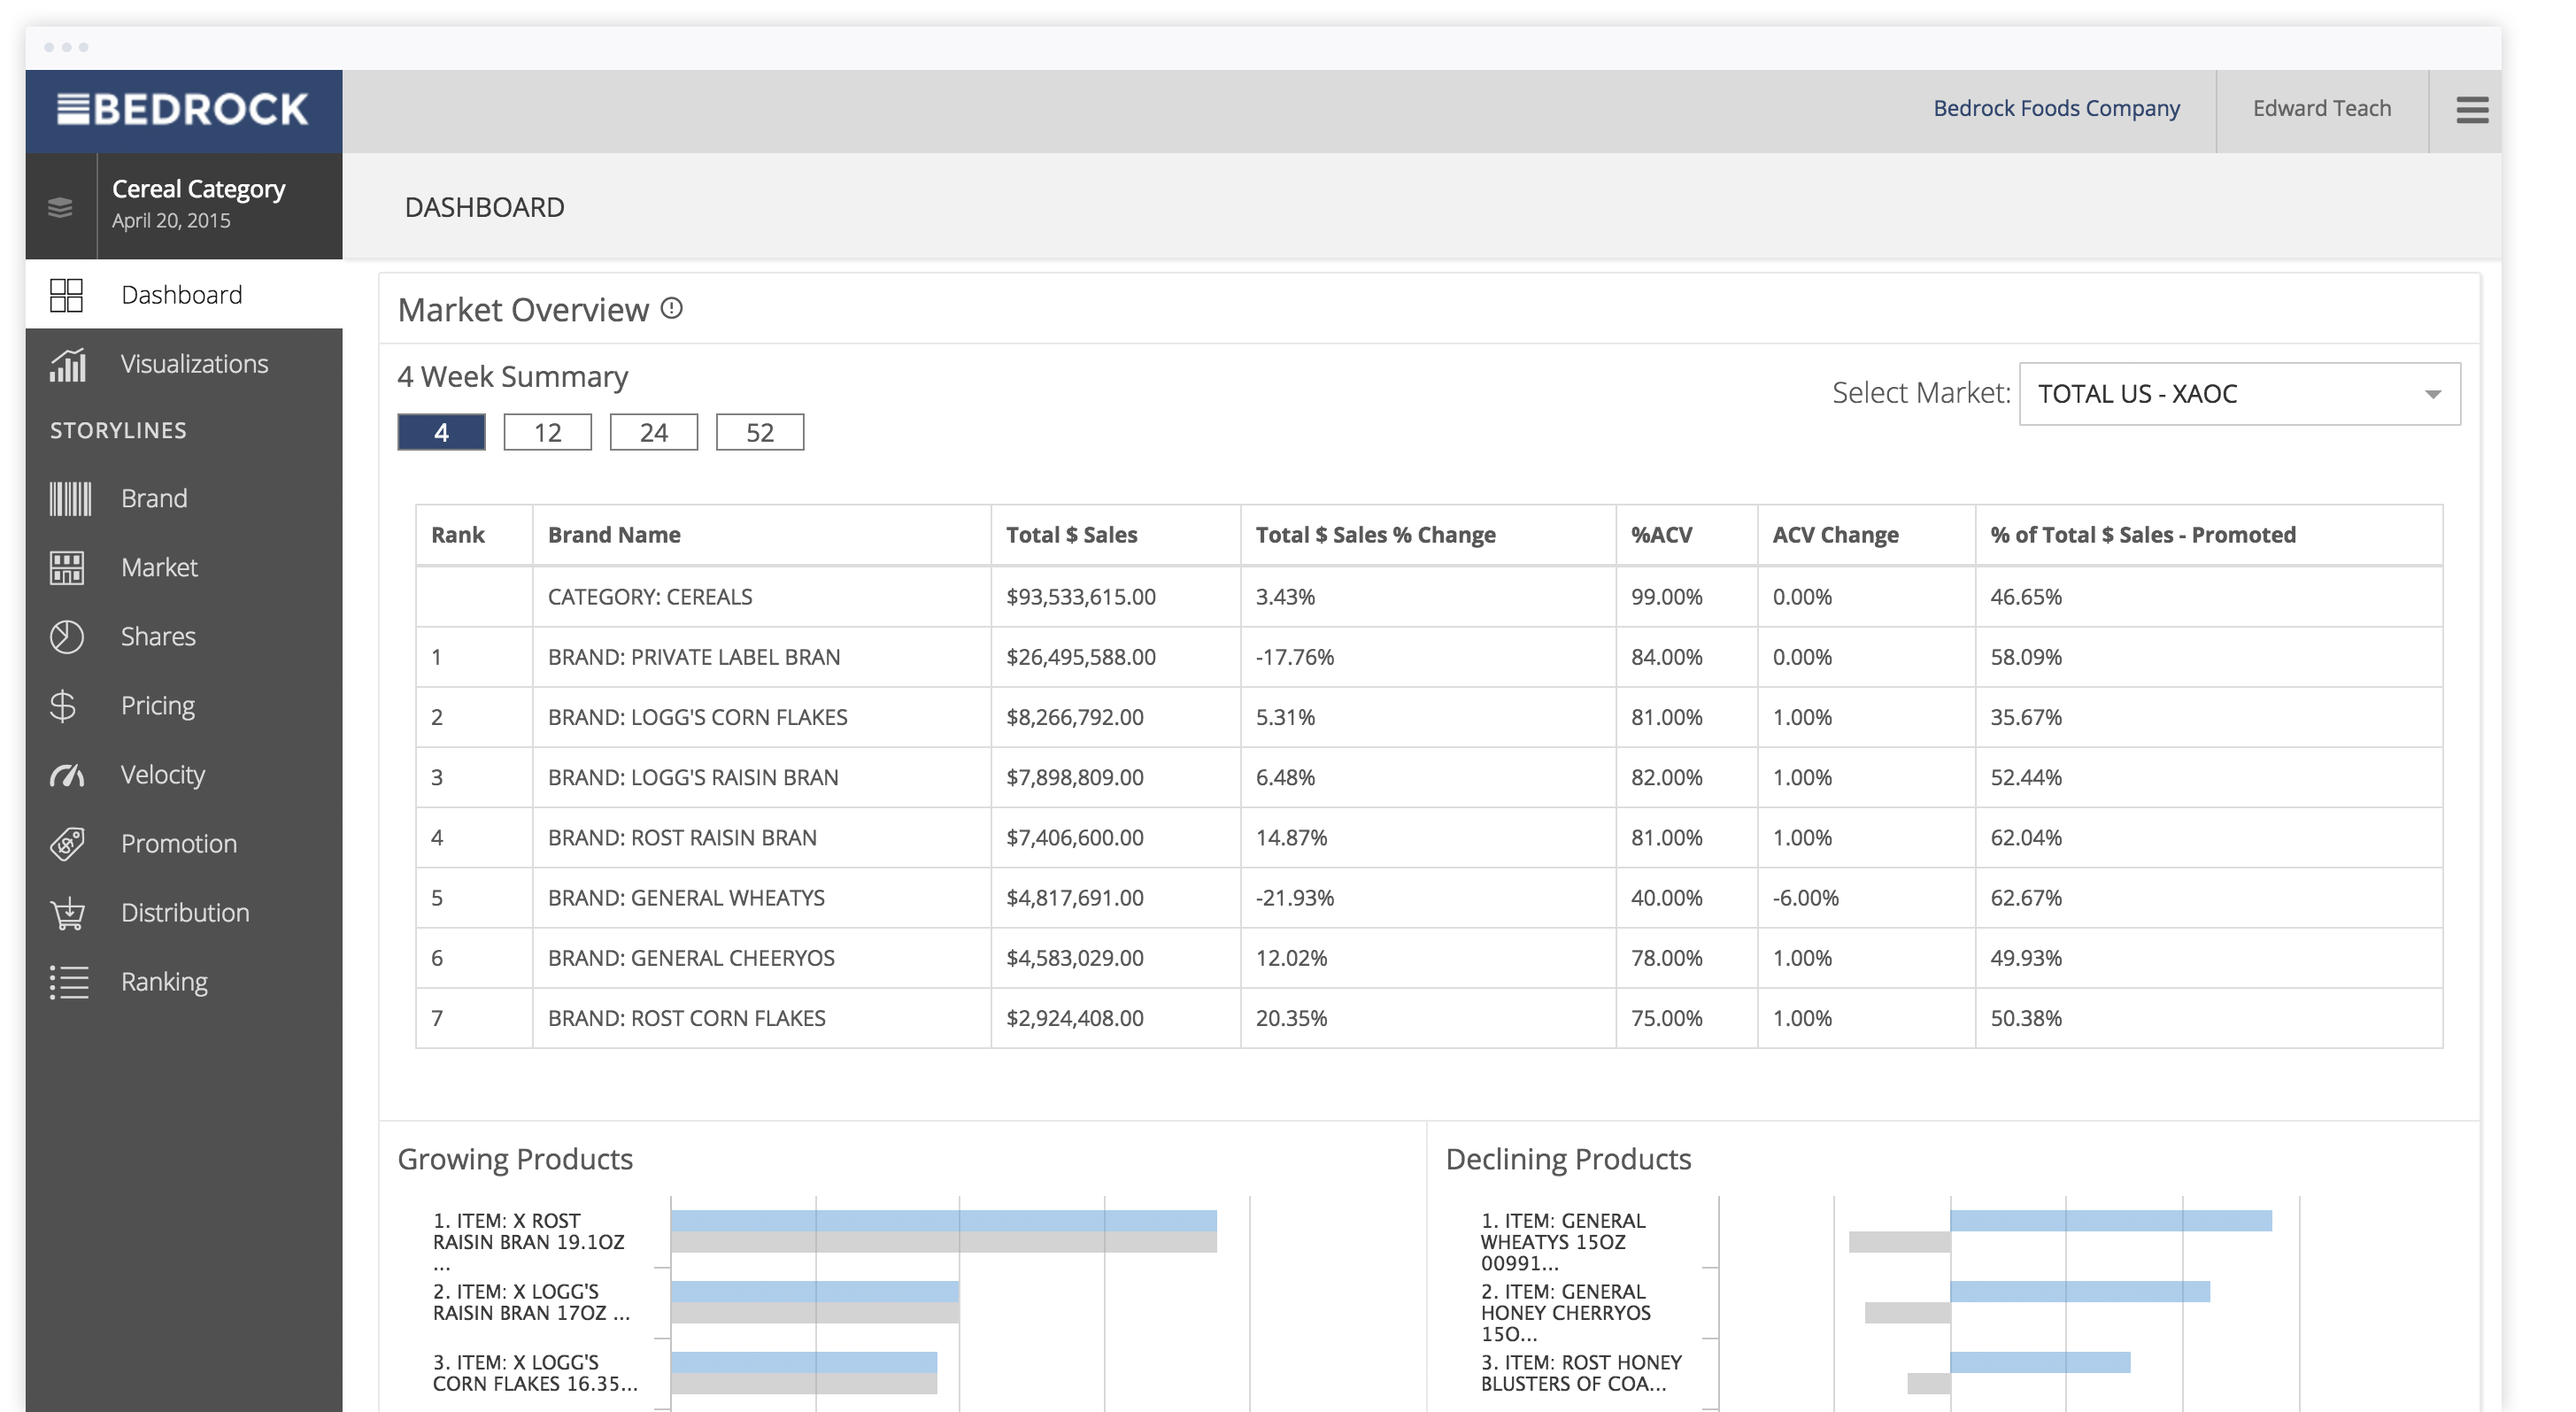 BEDROCK
Bedrock Foods Company
Edward Teach
Cereal Category
April 20, 2015
DASHBOARD
Dashboard
Visualizations
STORYLINES
Brand
Market
Shares
Pricing
Velocity
Promotion
Distribution
Ranking
Market Overview
4 Week Summary
4 12 24 52
Select Market: TOTAL US - XAOC
Rank Brand Name Total $ Sales Total $ Sales % Change %ACV ACV Change % of Total $ Sales - Promoted
CATEGORY: CEREALS $93,533,615.00 3.43% 99.00% 0.00% 46.65%
1 BRAND: PRIVATE LABEL BRAN $26,495,588.00 -17.76% 84.00% 0.00% 58.09%
2 BRAND: LOGG'S CORN FLAKES $8,266,792.00 5.31% 81.00% 1.00% 35.67%
3 BRAND: LOGG'S RAISIN BRAN $7,898,809.00 6.48% 82.00% 1.00% 52.44%
4 BRAND: ROST RAISIN BRAN $7,406,600.00 14.87% 81.00% 1.00% 62.04%
5 BRAND: GENERAL WHEATYS $4,817,691.00 -21.93% 40.00% -6.00% 62.67%
6 BRAND: GENERAL CHEERYOS $4,583,029.00 12.02% 78.00% 1.00% 49.93%
7 BRAND: ROST CORN FLAKES $2,924,408.00 20.35% 75.00% 1.00% 50.38%
Growing Products
1. ITEM: X ROST
RAISIN BRAN 19.1OZ
...
2. ITEM: X LOGG'S
RAISIN BRAN 17OZ ...
3. ITEM: X LOGG'S
CORN FLAKES 16.35...
Declining Products
1. ITEM: GENERAL
WHEATYS 15OZ
00991...
2. ITEM: GENERAL
HONEY CHERRYOS
15O...
3. ITEM: ROST HONEY
BLUSTERS OF COA...